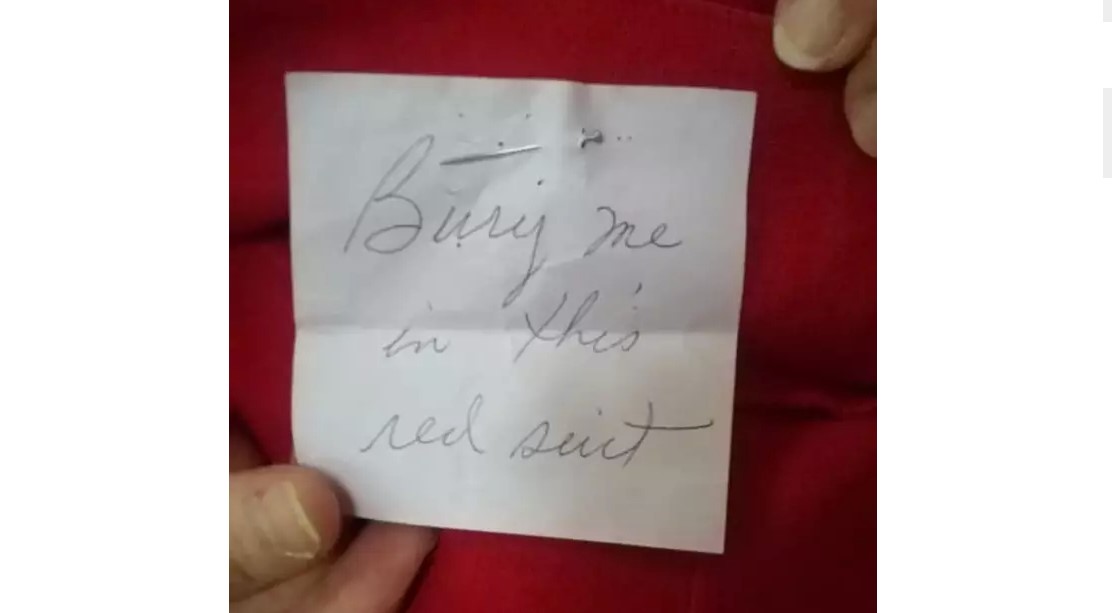 Bury me
in this
red suit